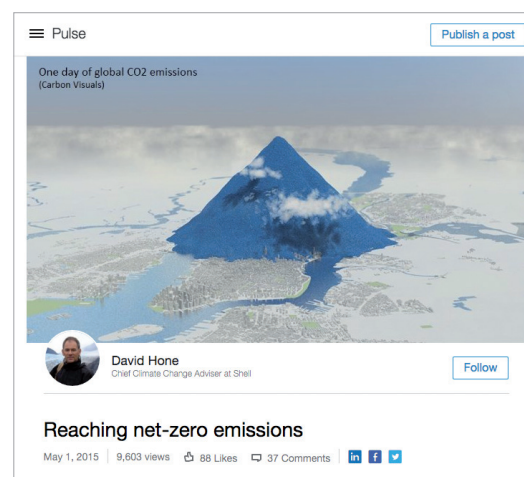 Pulse
Publish a post
One day of global CO2 emissions
(Carbon Visuals)
David Hone
Chief Climate Change Adviser at Shell
Follow
Reaching net-zero emissions
May 1, 2015 9,603 views 88 Likes 37 Comments in f